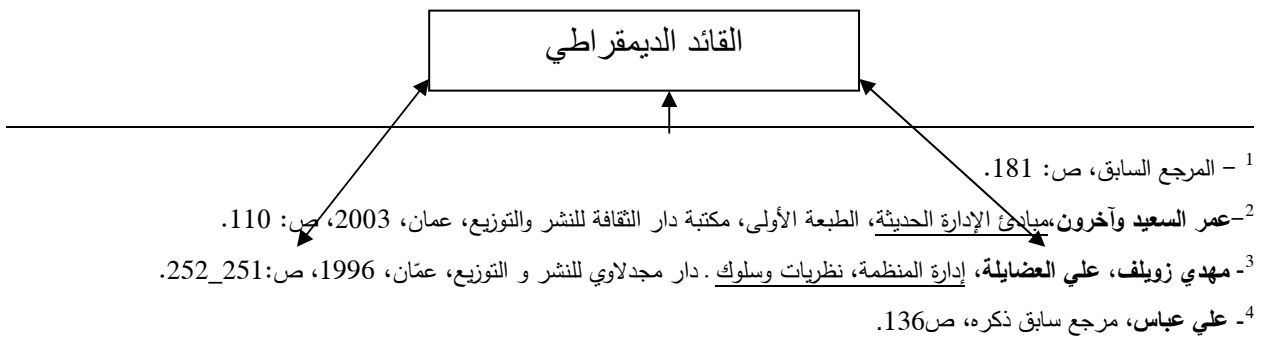 القائد الديمقراطي
1 – المرجع السابق، ص: 181.
2–عمر السعيد وآخرون،مبادئ الإدارة الحديثة، الطبعة الأولى، مكتبة دار الثقافة للنشر والتوزيع، عمان، 2003، ص: 110.
3- مهدي زويلف، علي العضايلة، إدارة المنظمة، نظريات وسلوك . دار مجدلاوي للنشر و التوزيع، عمّان، 1996، ص:251_252.
4- علي عباس، مرجع سابق ذكره، ص136.